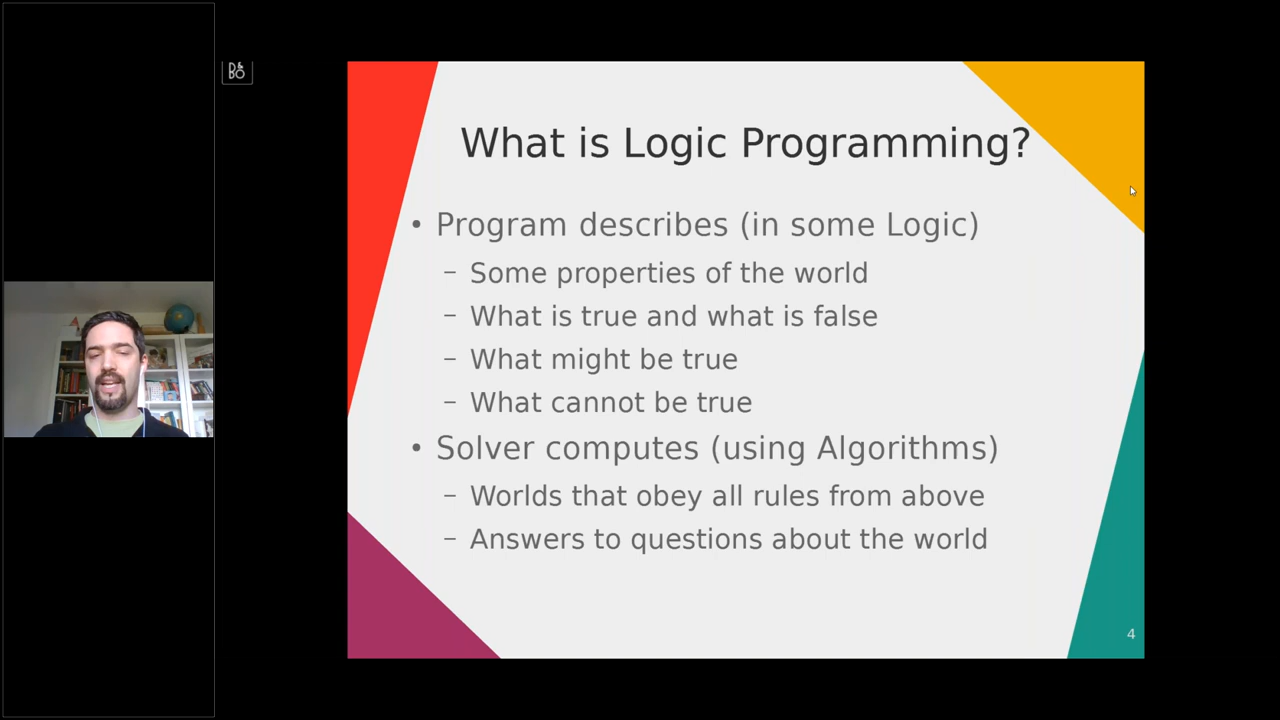 D&
BO
What is Logic Programming?
• Program describes (in some Logic)
– Some properties of the world
– What is true and what is false
– What might be true
– What cannot be true
• Solver computes (using Algorithms)
– Worlds that obey all rules from above
– Answers to questions about the world
4